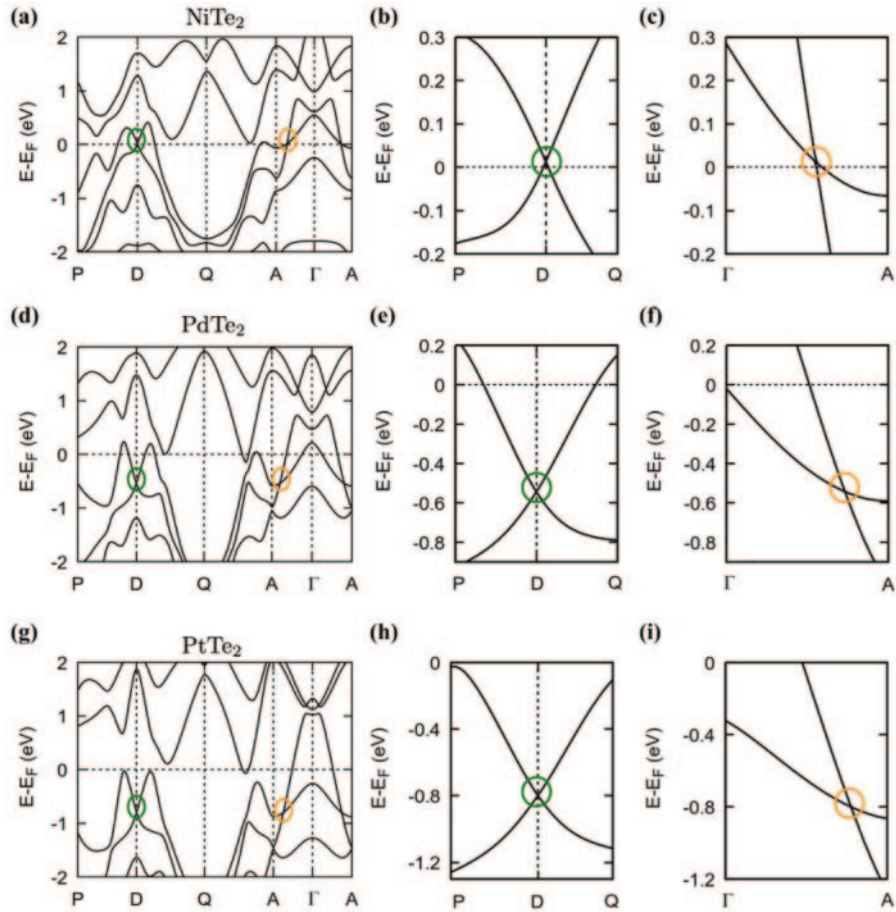 (a) NiTe2 (b) (c)
2 0.3 0.3
1 0.2 0.2
0.1 0.1
E-EF (eV) 0 E-EF (eV) 0 E-EF (eV) 0
-1 -0.1 -0.1
-2 -0.2 -0.2
P D Q A Γ A P D Q Γ A
(d) PdTe2 (e) (f)
2 0.2 0.2
1 0 0
E-EF (eV) 0 E-EF (eV) -0.2 E-EF (eV) -0.2
-0.4 -0.4
-1 -0.6 -0.6
-2 -0.8 -0.8
P D Q A Γ A P D Q Γ A
(g) PtTe2 (h) (i)
2 0 0
1 -0.4 -0.4
E-EF (eV) 0 E-EF (eV) E-EF (eV)
-1 -0.8 -0.8
-2 -1.2 -1.2
P D Q A Γ A P D Q Γ A